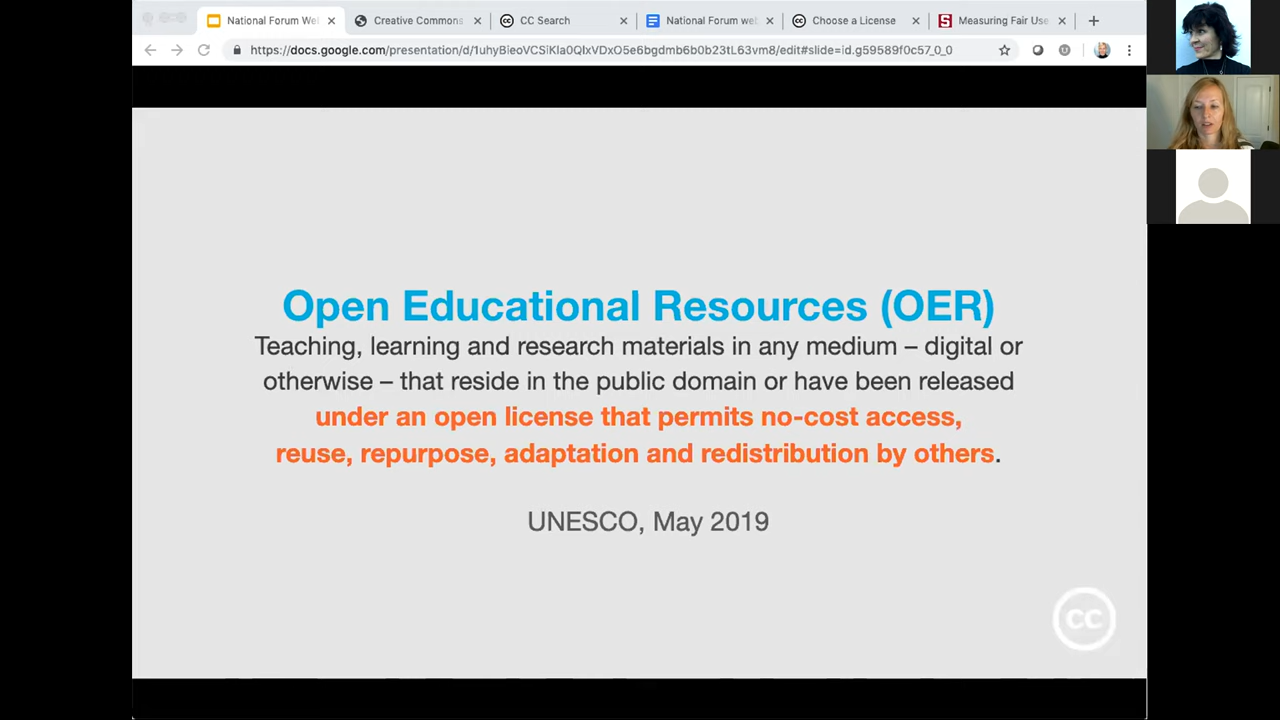 National Forum We
Creative Commons
CC Search
National Forum web
Choose a License
Measuring Fair Use
https://docs.google.com/presentation/d/1uhyBieoVCSiKla0QIxVDxO5e6bgdmb6b0b23tL63vm8/edit#slide=id.g59589f0c57_0_0
Open Educational Resources (OER)
Teaching, learning and research materials in any medium – digital or
otherwise – that reside in the public domain or have been released
under an open license that permits no-cost access,
reuse, repurpose, adaptation and redistribution by others.
UNESCO, May 2019
cc